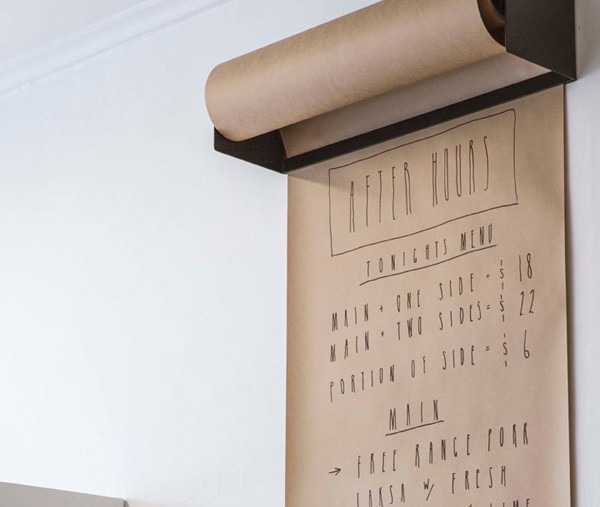 AFTER HOURS
TONIGHTS MENU
MAIN + ONE SIDE = $ 18
MAIN + TWO SIDES = $ 22
PORTION OF SIDE = $ 6
MAIN
→ FREE RANGE PORK
LAKSA W/ FRESH
LIME